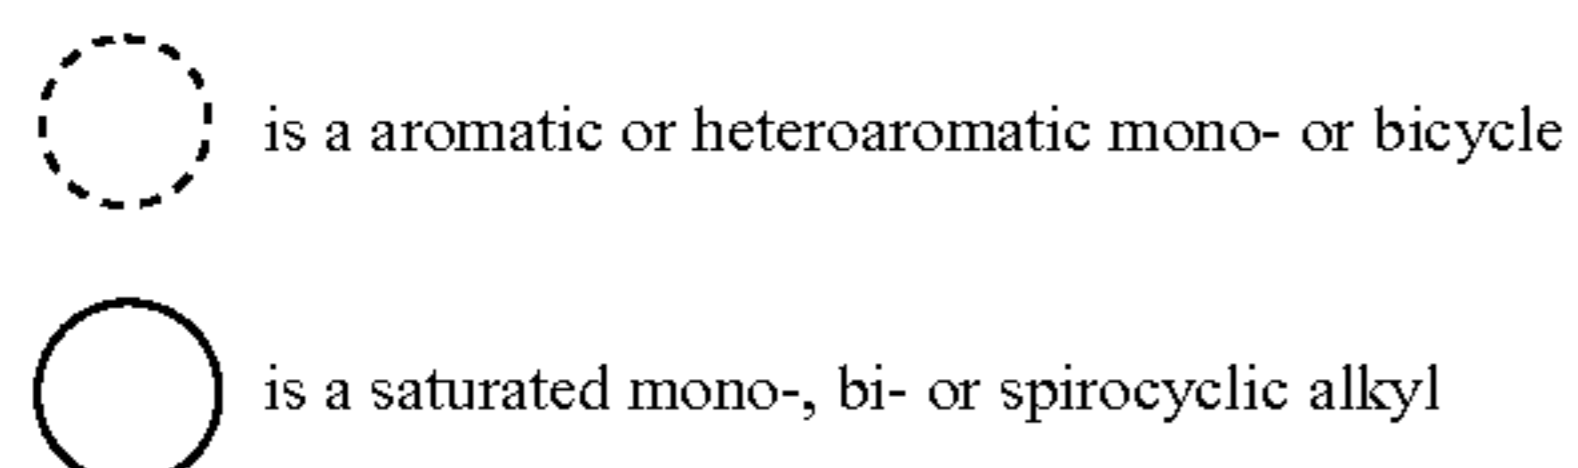 is a aromatic or heteroaromatic mono- or bicycle
is a saturated mono-, bi- or spirocyclic alkyl